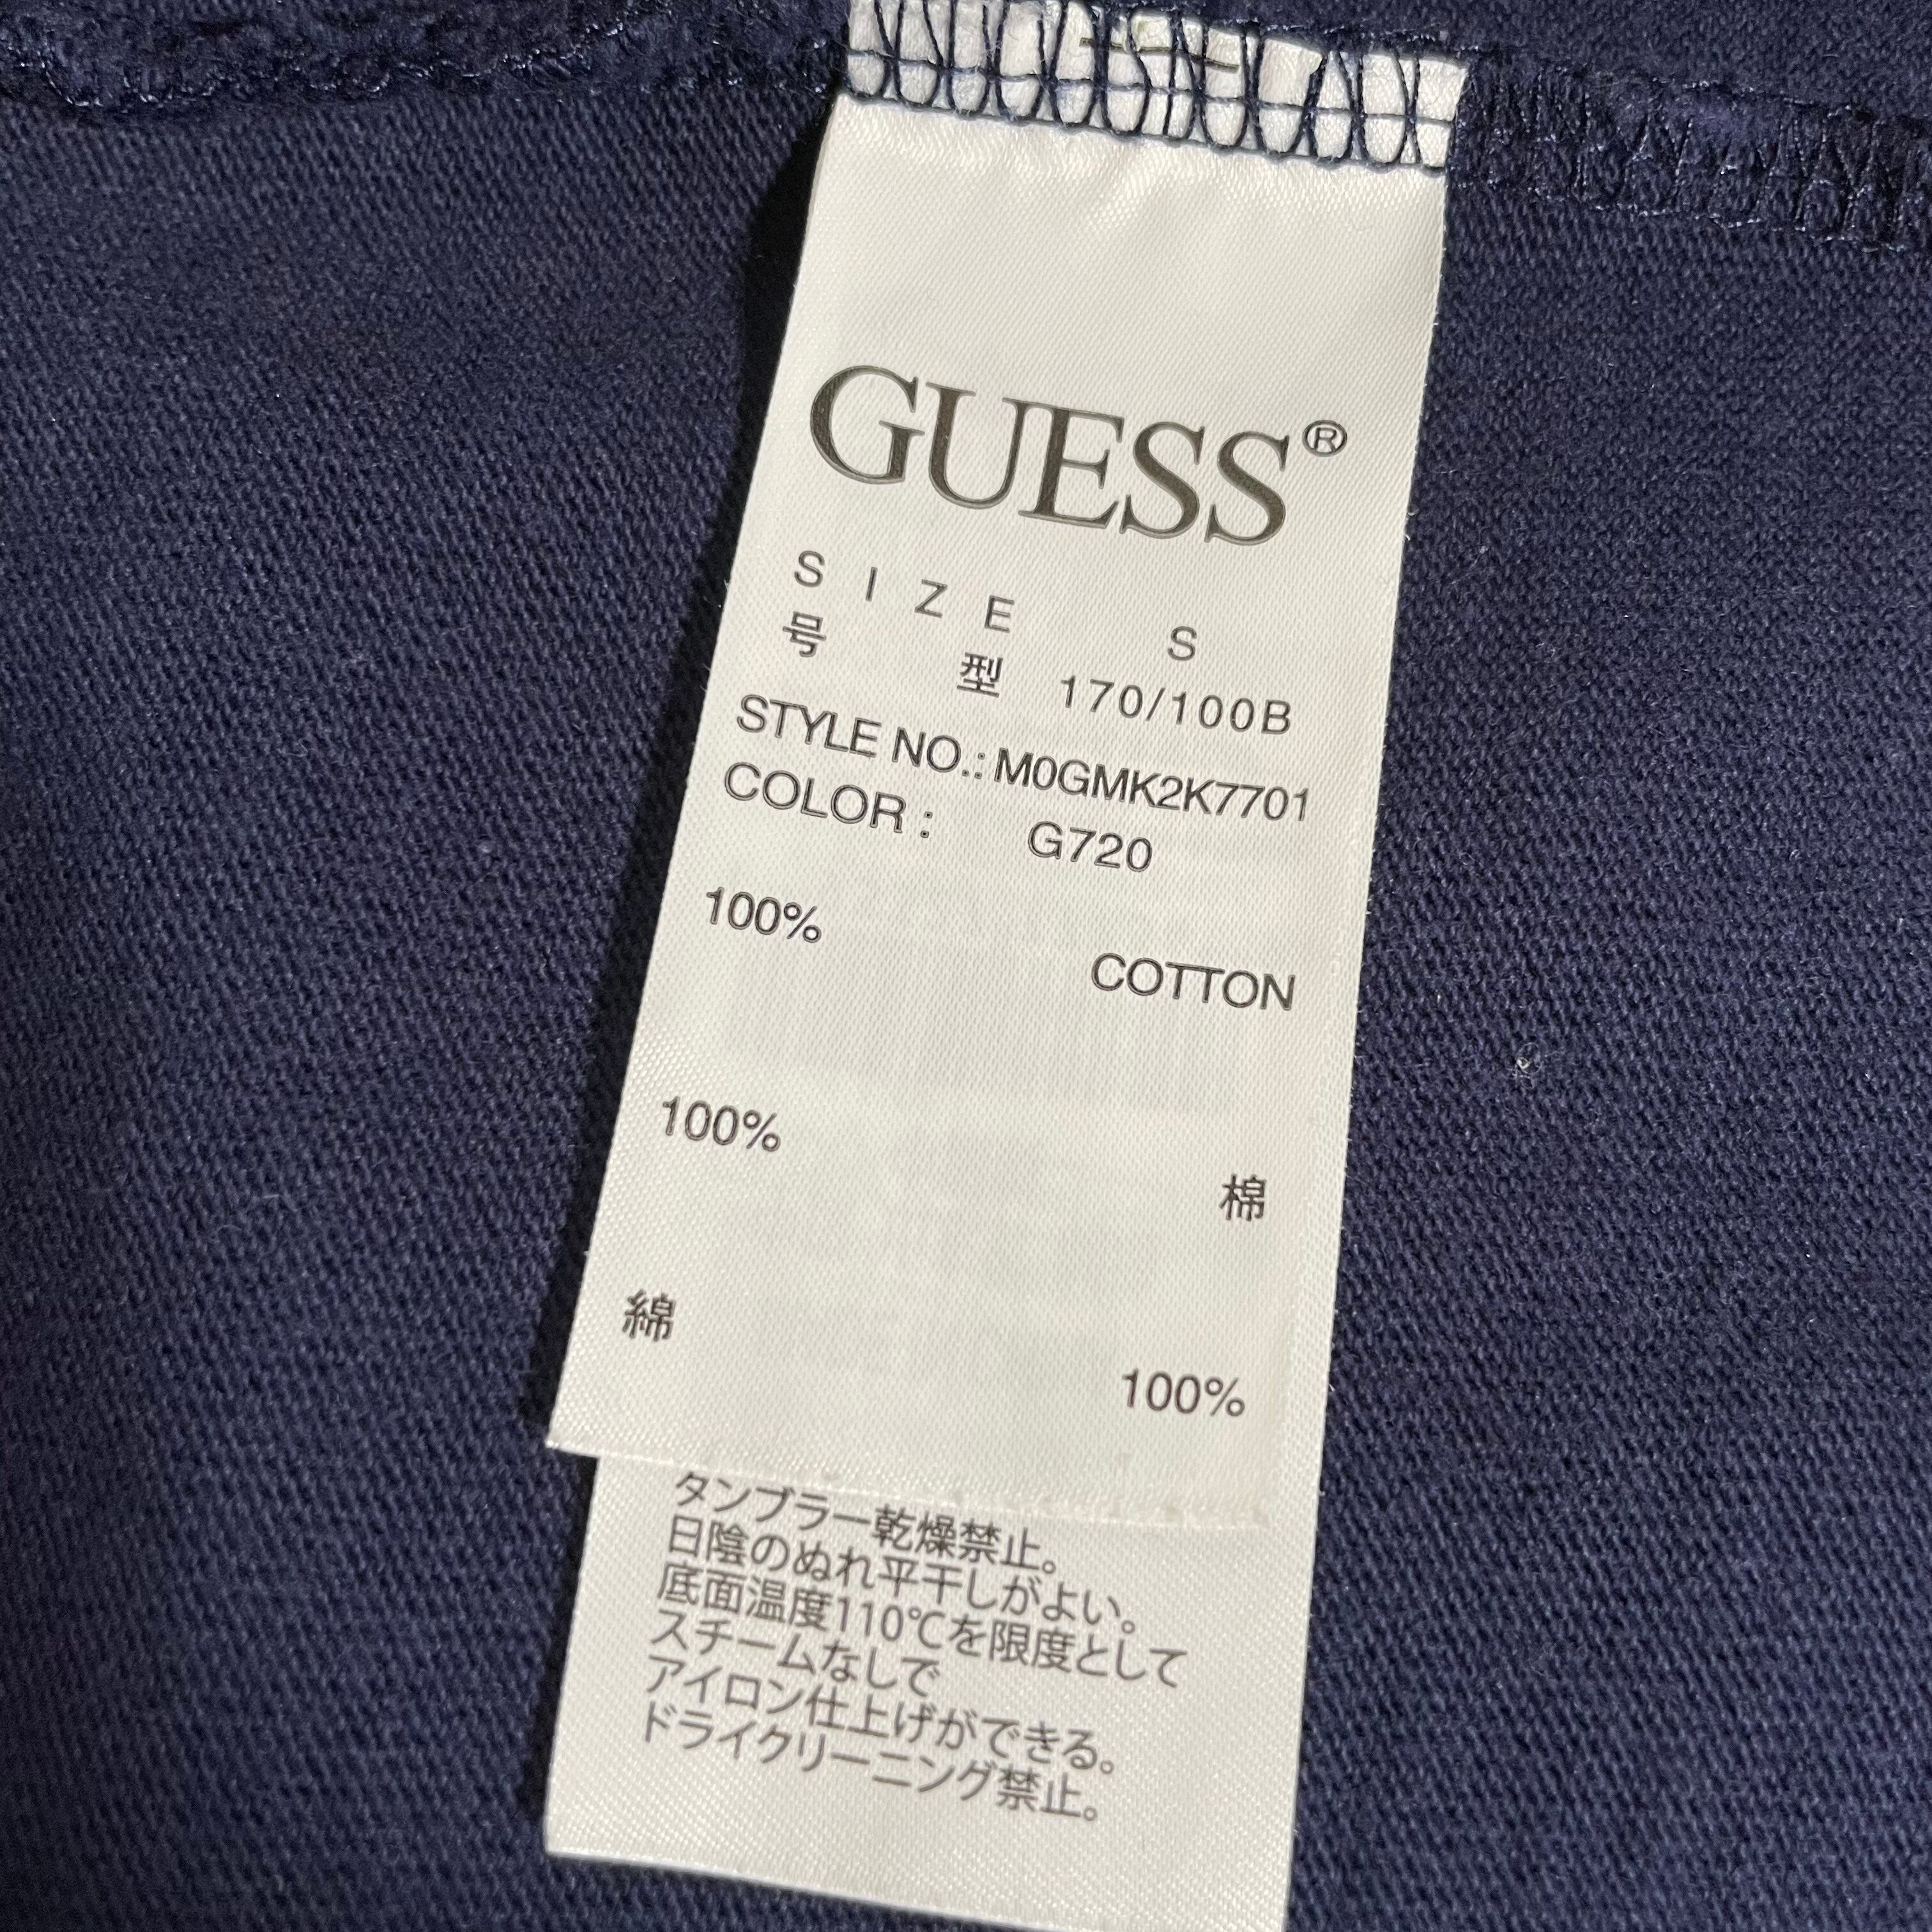 GUESS®
SIZE S
号型 170/100B
STYLE NO.: M0GMK2K7701
COLOR : G720
100% COTTON
100% 棉
綿 100%
タンブラー乾燥禁止。
日陰のぬれ平干しがよい。
底面温度110℃を限度として
スチームなしで
アイロン仕上げができる。
ドライクリーニング禁止。